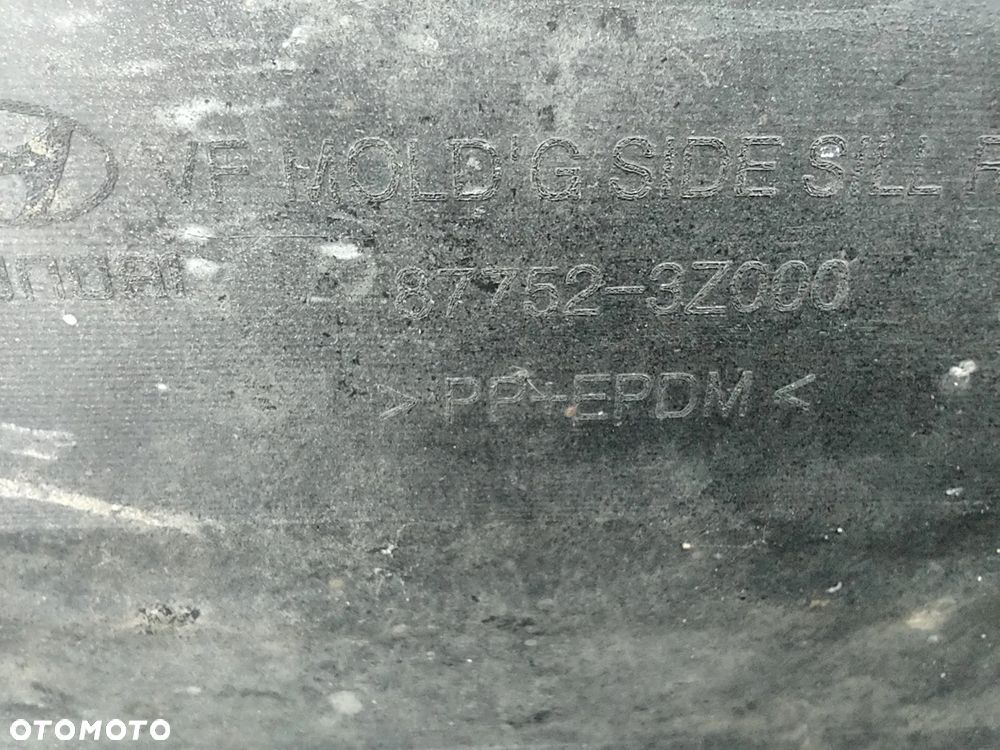 VF MOLD'G SIDE SILL
87752-3Z000
> PP+EPDM <
OTOMOTO